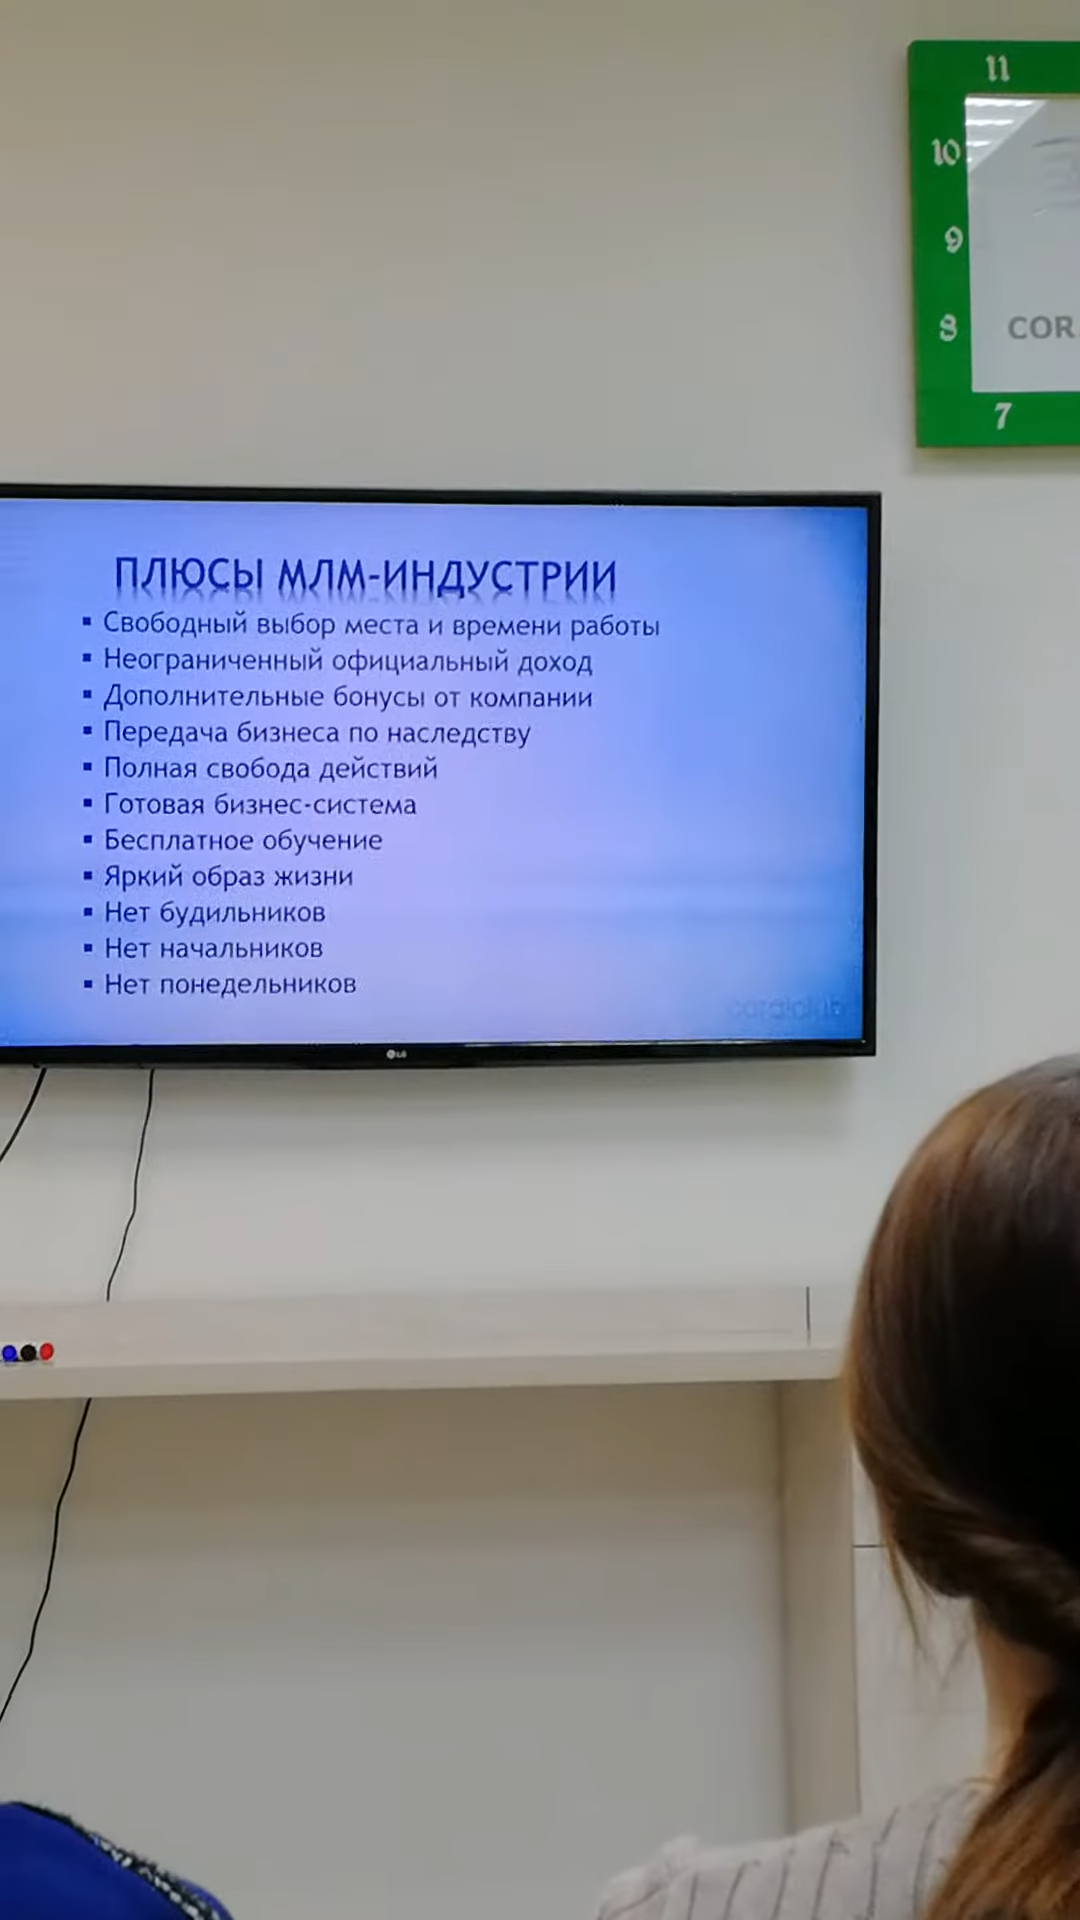 11
10
9
8
COR
7
ПЛЮСЫ МЛМ-ИНДУСТРИИ
Свободный выбор места и времени работы
Неограниченный официальный доход
Дополнительные бонусы от компании
Передача бизнеса по наследству
Полная свобода действий
Готовая бизнес-система
Бесплатное обучение
Яркий образ жизни
Нет будильников
Нет начальников
Нет понедельников
coralclub
LG